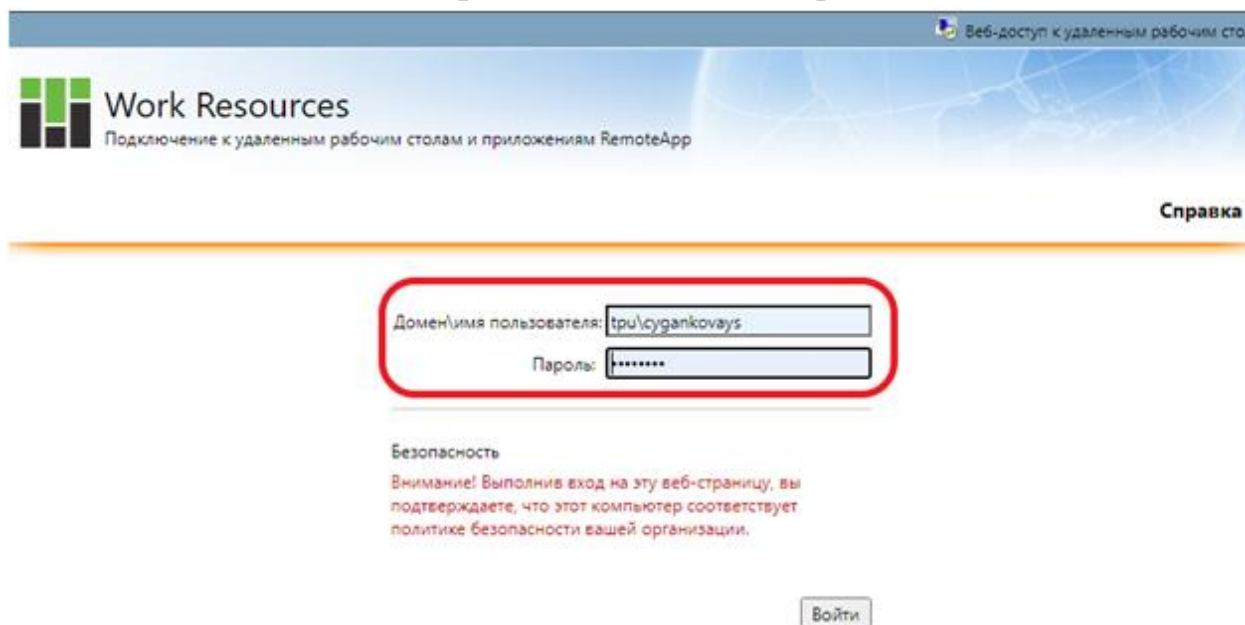 Веб-доступ к удаленным рабочим сто
Work Resources
Подключение к удаленным рабочим столам и приложениям RemoteApp
Справка
Домен\имя пользователя: tpu\cygankovays
Пароль: ••••••••
Безопасность
Внимание! Выполнив вход на эту веб-страницу, вы
подтверждаете, что этот компьютер соответствует
политике безопасности вашей организации.
Войти